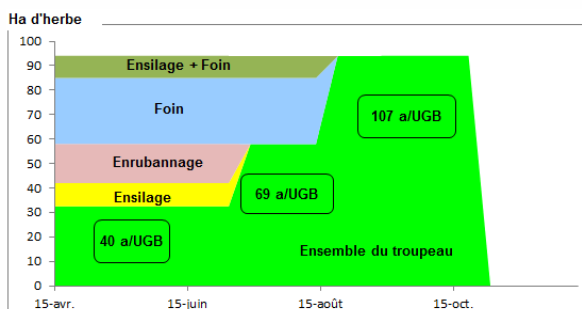 Ha d'herbe
100
90
80
70
60
50
40
30
20
10
0
Ensilage + Foin
Foin
107 a/UGB
Enrubannage
Ensilage
69 a/UGB
40 a/UGB
Ensemble du troupeau
15-avr.
15-juin
15-août
15-oct.